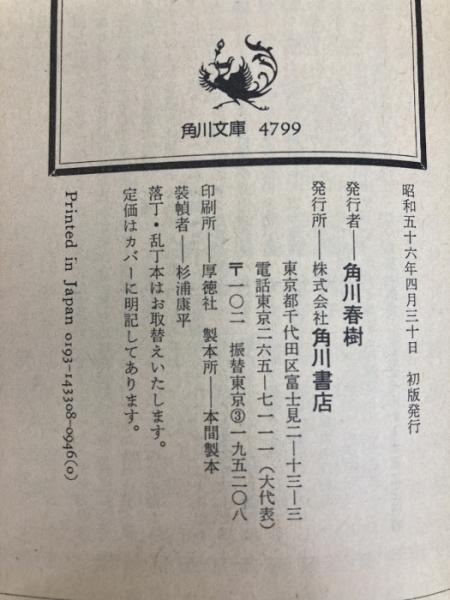 角川文庫 4799
昭和五十六年四月三十日 初版発行
発行者——角川春樹
発行所——株式会社角川書店
東京都千代田区富士見二—十三—三
電話東京二六五—七一一一（大代表）
〒一〇二 振替東京③一九五二〇八
印刷所——厚徳社 製本所——本間製本
装幀者——杉浦康平
落丁・乱丁本はお取替えいたします。
定価はカバーに明記してあります。
Printed in Japan 0193-143308-0946(0)